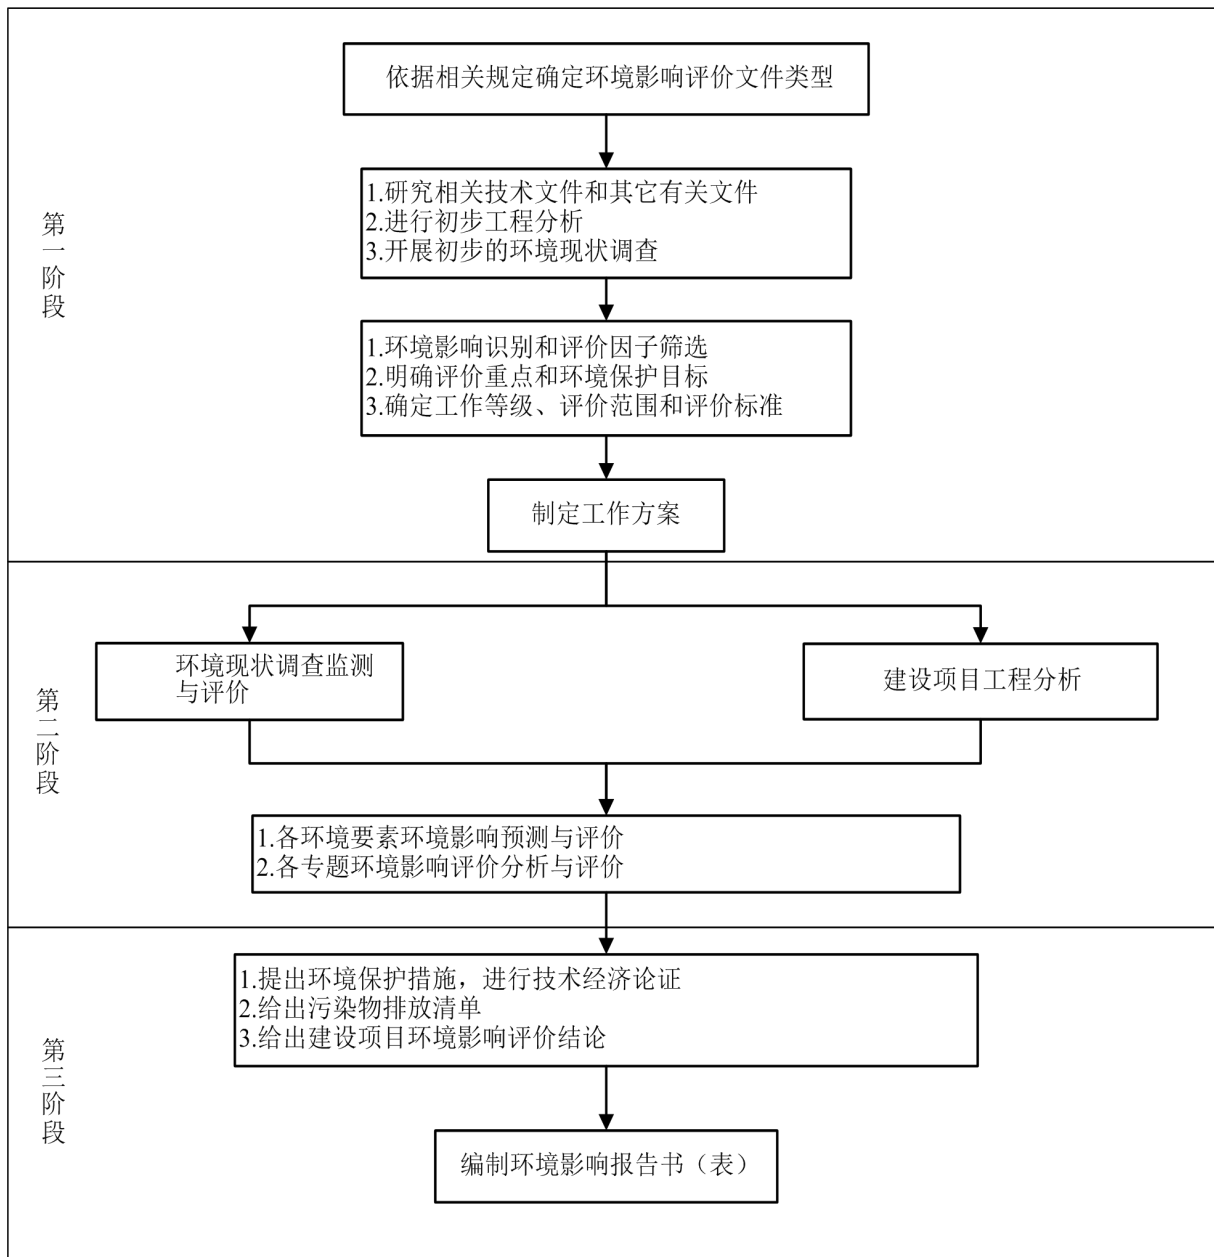 依据相关规定确定环境影响评价文件类型
第一阶段
1.研究相关技术文件和其它有关文件
2.进行初步工程分析
3.开展初步的环境现状调查
1.环境影响识别和评价因子筛选
2.明确评价重点和环境保护目标
3.确定工作等级、评价范围和评价标准
制定工作方案
第二阶段
环境现状调查监测
与评价
建设项目工程分析
1.各环境要素环境影响预测与评价
2.各专题环境影响评价分析与评价
第三阶段
1.提出环境保护措施，进行技术经济论证
2.给出污染物排放清单
3.给出建设项目环境影响评价结论
编制环境影响报告书（表）